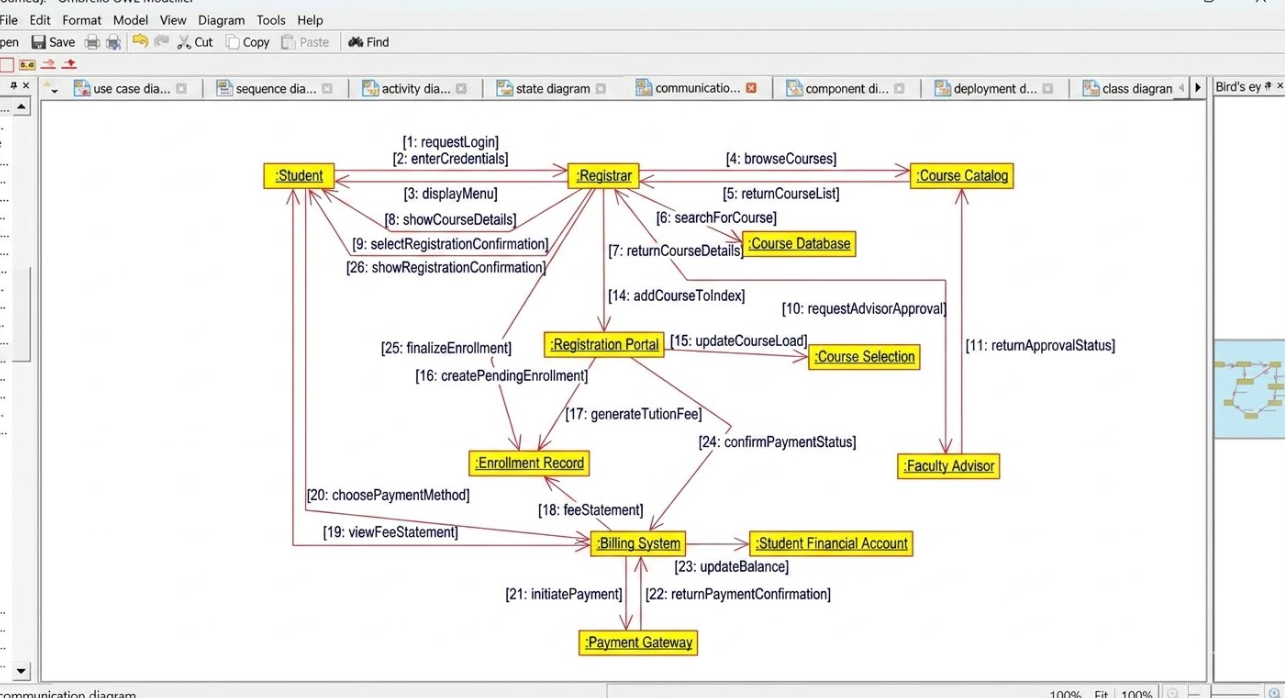 File Edit Format Model View Diagram Tools Help
pen Save Cut Copy Paste Find
use case dia... sequence dia... activity dia... state diagram communicatio... component di... deployment d... class diagran Bird's ey
[1: requestLogin]
[2: enterCredentials]
[4: browseCourses]
:Student
:Registrar
:Course Catalog
[3: displayMenu]
[5: returnCourseList]
[8: showCourseDetails]
[6: searchForCourse]
[9: selectRegistrationConfirmation]
:Course Database
[7: returnCourseDetails]
[26: showRegistrationConfirmation]
[14: addCourseToIndex]
[10: requestAdvisorApproval]
[25: finalizeEnrollment]
:Registration Portal
[15: updateCourseLoad]
[11: returnApprovalStatus]
:Course Selection
[16: createPendingEnrollment]
[17: generateTutionFee]
[24: confirmPaymentStatus]
:Enrollment Record
:Faculty Advisor
[20: choosePaymentMethod]
[18: feeStatement]
[19: viewFeeStatement]
:Billing System
:Student Financial Account
[23: updateBalance]
[21: initiatePayment]
[22: returnPaymentConfirmation]
:Payment Gateway
communication diagram
100% Fit 100%